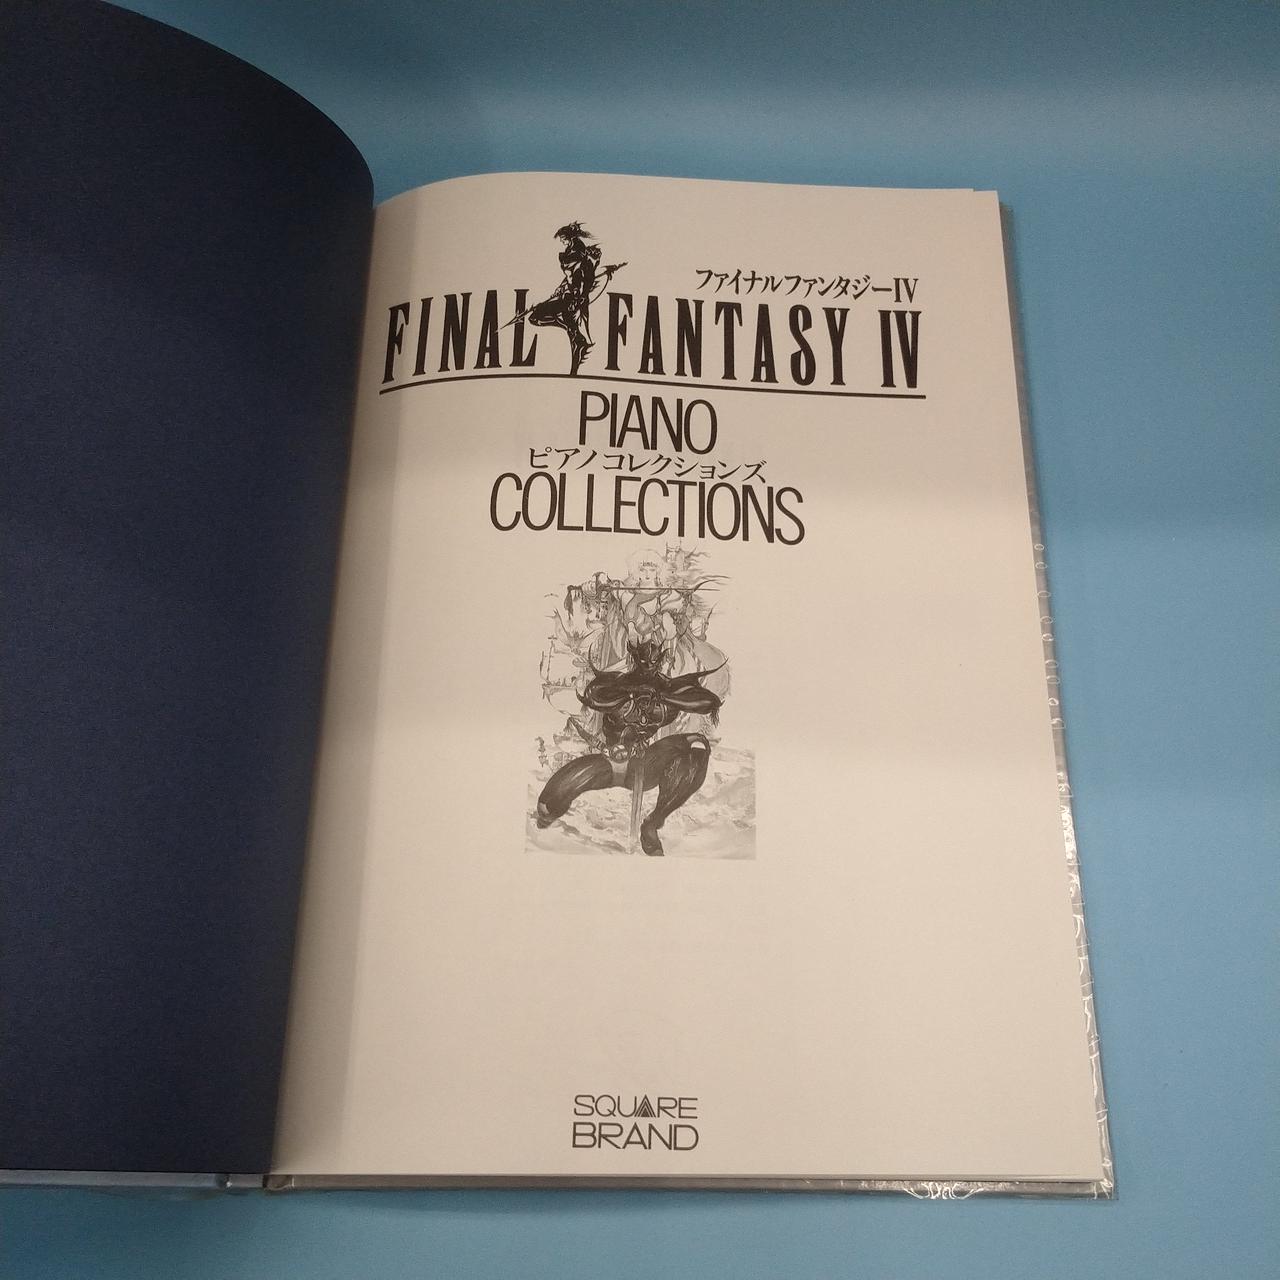 ファイナルファンタジーIV
FINAL FANTASY IV
PIANO
ピアノコレクションズ
COLLECTIONS
SQUARE
BRAND